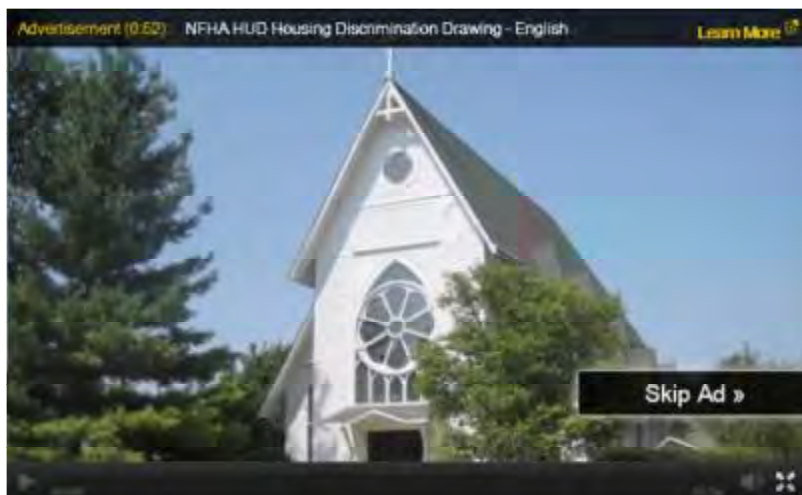 Advertisement (0:52) NFHA HUD Housing Discrimination Drawing - English Learn More
Skip Ad »